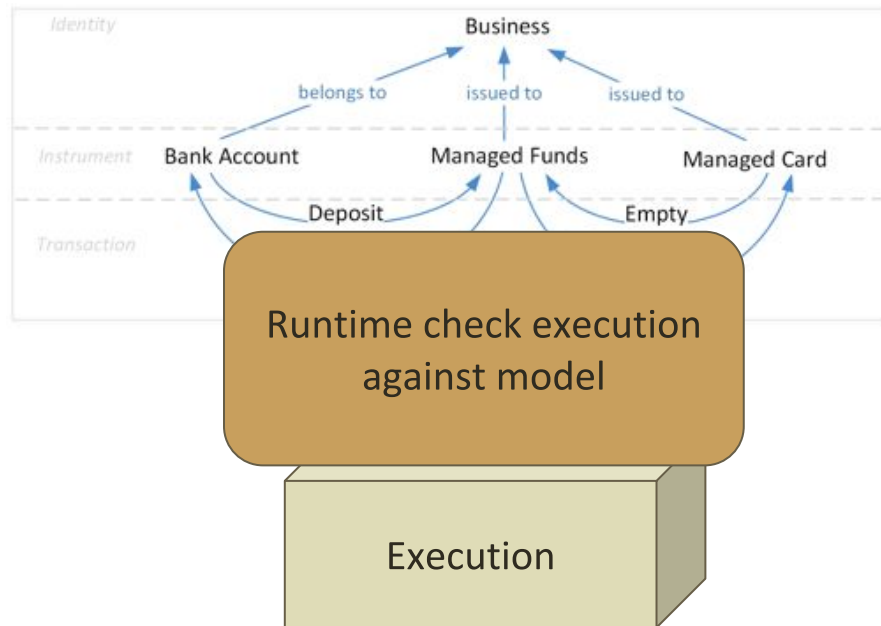 Identity
Business
belongs to
issued to
issued to
Instrument
Bank Account
Managed Funds
Managed Card
Deposit
Empty
Transaction
Runtime check execution
against model
Execution